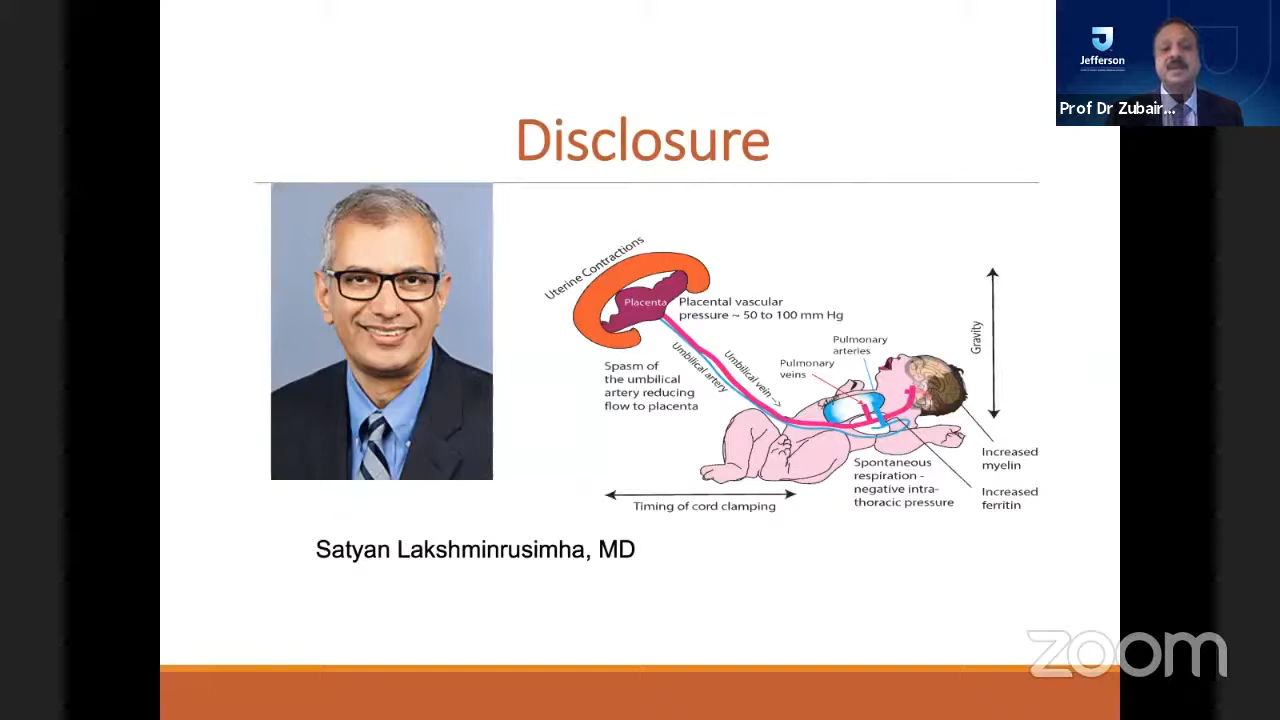 Jefferson
Prof Dr Zubair...
Disclosure
Uterine Contractions
Placenta
Placental vascular
pressure ~ 50 to 100 mm Hg
Spasm of
the umbilical
artery reducing
flow to placenta
Umbilical artery
Umbilical vein -->
Pulmonary
arteries
Pulmonary
veins
Gravity
Increased
myelin
Increased
ferritin
Spontaneous
respiration -
negative intra-
thoracic pressure
Timing of cord clamping
Satyan Lakshminrusimha, MD
zoom